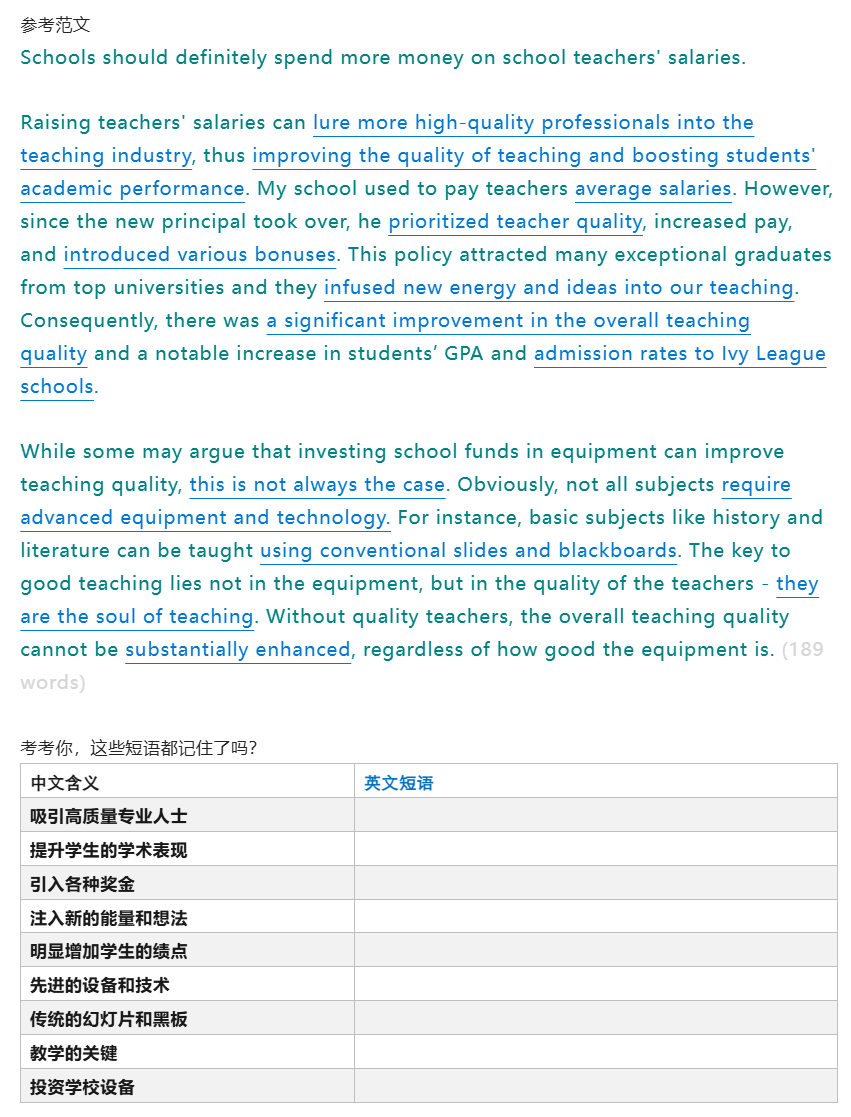 参考范文
Schools should definitely spend more money on school teachers' salaries.
Raising teachers' salaries can lure more high-quality professionals into the
teaching industry, thus improving the quality of teaching and boosting students'
academic performance. My school used to pay teachers average salaries. However,
since the new principal took over, he prioritized teacher quality, increased pay,
and introduced various bonuses. This policy attracted many exceptional graduates
from top universities and they infused new energy and ideas into our teaching.
Consequently, there was a significant improvement in the overall teaching
quality and a notable increase in students’ GPA and admission rates to Ivy League
schools.
While some may argue that investing school funds in equipment can improve
teaching quality, this is not always the case. Obviously, not all subjects require
advanced equipment and technology. For instance, basic subjects like history and
literature can be taught using conventional slides and blackboards. The key to
good teaching lies not in the equipment, but in the quality of the teachers - they
are the soul of teaching. Without quality teachers, the overall teaching quality
cannot be substantially enhanced, regardless of how good the equipment is. (189
words)
考考你，这些短语都记住了吗？
中文含义 英文短语
吸引高质量专业人士
提升学生的学术表现
引入各种奖金
注入新的能量和想法
明显增加学生的绩点
先进的设备和技术
传统的幻灯片和黑板
教学的关键
投资学校设备